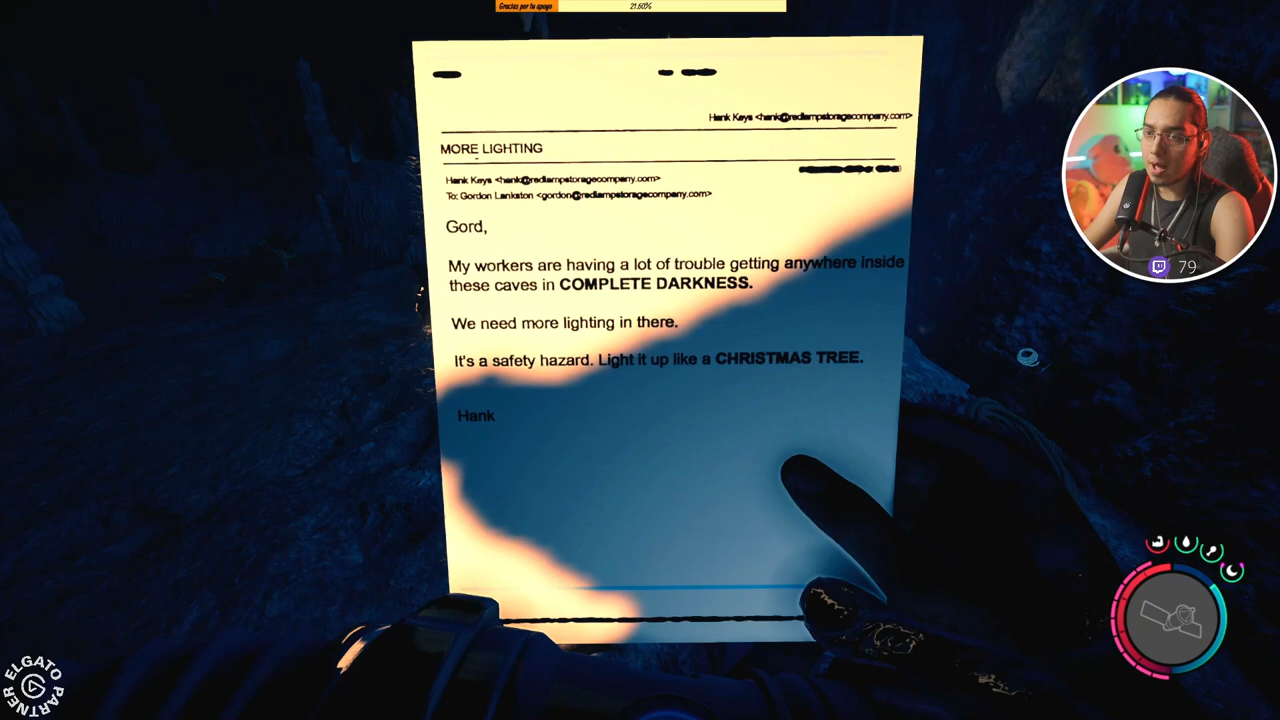 Gracias por tu apoyo
21.60%
Hank Keys <hank@redlampstoragecompany.com>
MORE LIGHTING
Hank Keys <hank@redlampstoragecompany.com>
To: Gordon Lankston <gordon@redlampstoragecompany.com>
Gord,
My workers are having a lot of trouble getting anywhere inside
these caves in COMPLETE DARKNESS.
We need more lighting in there.
It's a safety hazard. Light it up like a CHRISTMAS TREE.
Hank
79
ELGATO PARTNER